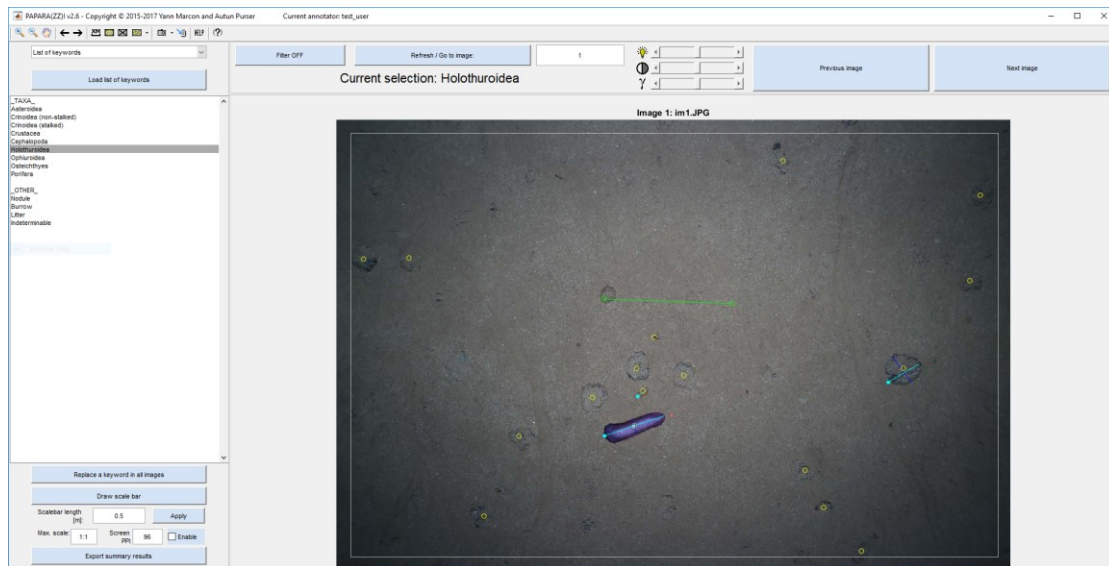 PAPARA(ZZ)I v2.6 - Copyright © 2015-2017 Yann Marcon and Autun Purser Current annotator: test_user
HELP
List of keywords
Load list of keywords
_TAXA_
Asteroidea
Crinoidea (non-stalked)
Crinoidea (stalked)
Crustacea
Cephalopoda
Holothuroidea
Ophiuroidea
Osteichthyes
Porifera
_OTHER_
Nodule
Burrow
Litter
Indeterminable
Replace a keyword in all images
Draw scale bar
Scalebar length [m]: 0.5 Apply
Max. scale: 1:1 Screen PPI: 96 Enable
Export summary results
Filter OFF Refresh / Go to image: 1
γ
Previous image Next image
Current selection: Holothuroidea
Image 1: im1.JPG